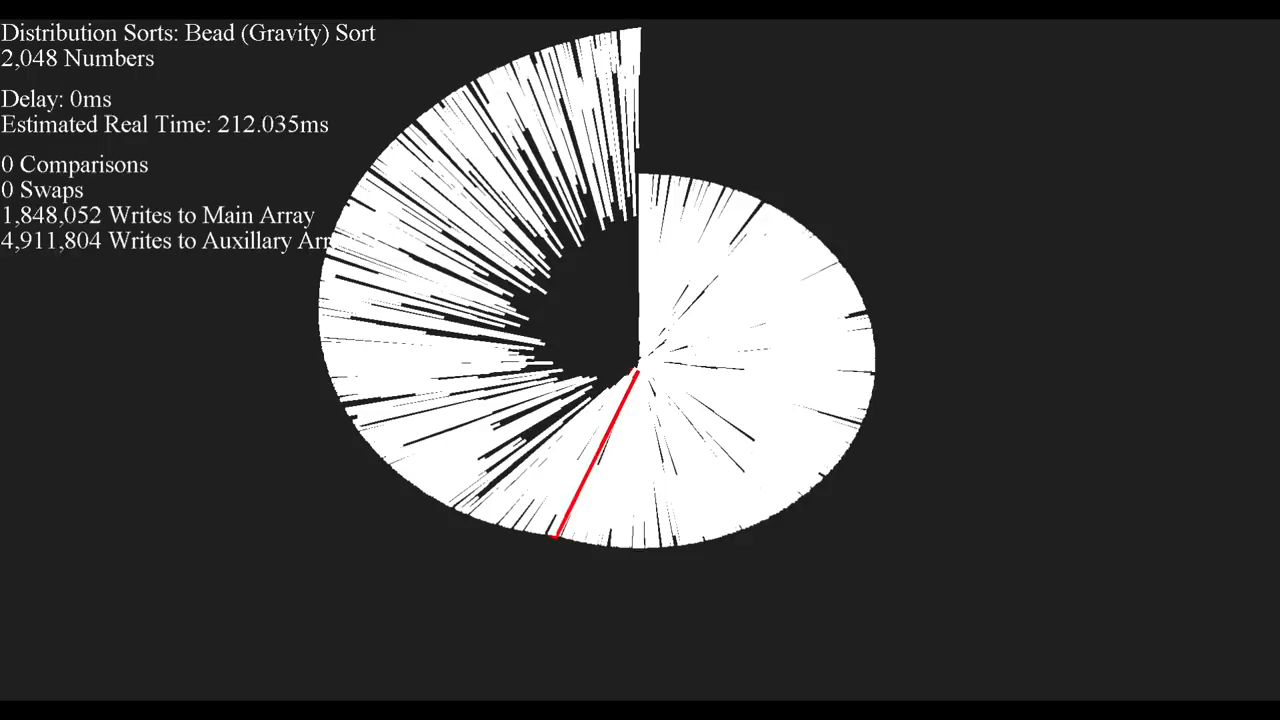 Distribution Sorts: Bead (Gravity) Sort
2,048 Numbers
Delay: 0ms
Estimated Real Time: 212.035ms
0 Comparisons
0 Swaps
1,848,052 Writes to Main Array
4,911,804 Writes to Auxillary Arr